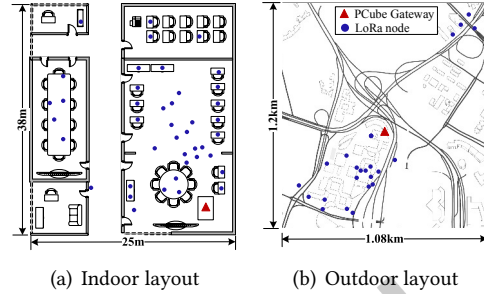 PCube Gateway
LoRa node
38m
25m
1.2km
1.08km
(a) Indoor layout
(b) Outdoor layout